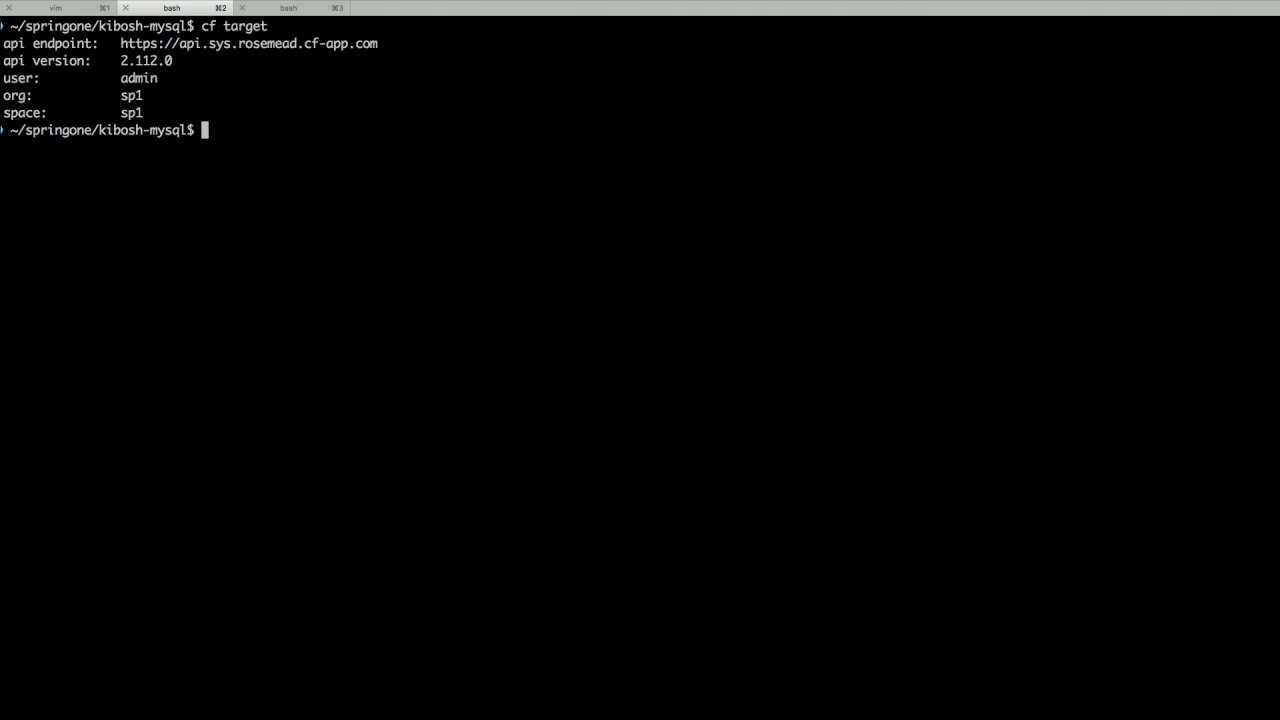 vim ⌘1 bash ⌘2 bash ⌘3
~/springone/kibosh-mysql$ cf target
api endpoint: https://api.sys.rosemead.cf-app.com
api version: 2.112.0
user: admin
org: sp1
space: sp1
~/springone/kibosh-mysql$